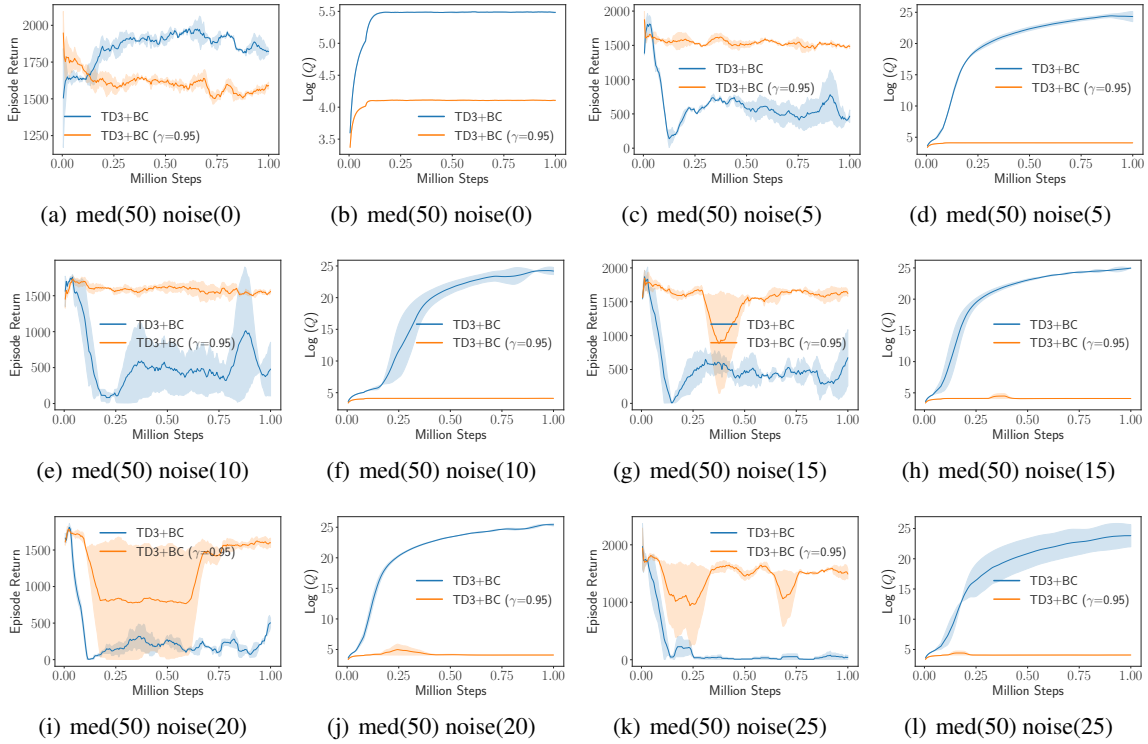 2000
1750
1500
1250
Episode Return
TD3+BC
TD3+BC (γ=0.95)
0.00 0.25 0.50 0.75 1.00
Million Steps
(a) med(50) noise(0)
5.5
5.0
4.5
4.0
3.5
Log (Q)
TD3+BC
TD3+BC (γ=0.95)
0.00 0.25 0.50 0.75 1.00
Million Steps
(b) med(50) noise(0)
2000
1500
1000
500
0
Episode Return
TD3+BC
TD3+BC (γ=0.95)
0.00 0.25 0.50 0.75 1.00
Million Steps
(c) med(50) noise(5)
25
20
15
10
5
Log (Q)
TD3+BC
TD3+BC (γ=0.95)
0.00 0.25 0.50 0.75 1.00
Million Steps
(d) med(50) noise(5)
1500
1000
500
0
Episode Return
TD3+BC
TD3+BC (γ=0.95)
0.00 0.25 0.50 0.75 1.00
Million Steps
(e) med(50) noise(10)
25
20
15
10
5
Log (Q)
TD3+BC
TD3+BC (γ=0.95)
0.00 0.25 0.50 0.75 1.00
Million Steps
(f) med(50) noise(10)
2000
1500
1000
500
0
Episode Return
TD3+BC
TD3+BC (γ=0.95)
0.00 0.25 0.50 0.75 1.00
Million Steps
(g) med(50) noise(15)
25
20
15
10
5
Log (Q)
TD3+BC
TD3+BC (γ=0.95)
0.00 0.25 0.50 0.75 1.00
Million Steps
(h) med(50) noise(15)
1500
1000
500
0
Episode Return
TD3+BC
TD3+BC (γ=0.95)
0.00 0.25 0.50 0.75 1.00
Million Steps
(i) med(50) noise(20)
25
20
15
10
5
Log (Q)
TD3+BC
TD3+BC (γ=0.95)
0.00 0.25 0.50 0.75 1.00
Million Steps
(j) med(50) noise(20)
2000
1500
1000
500
0
Episode Return
TD3+BC
TD3+BC (γ=0.95)
0.00 0.25 0.50 0.75 1.00
Million Steps
(k) med(50) noise(25)
25
20
15
10
5
Log (Q)
TD3+BC
TD3+BC (γ=0.95)
0.00 0.25 0.50 0.75 1.00
Million Steps
(l) med(50) noise(25)